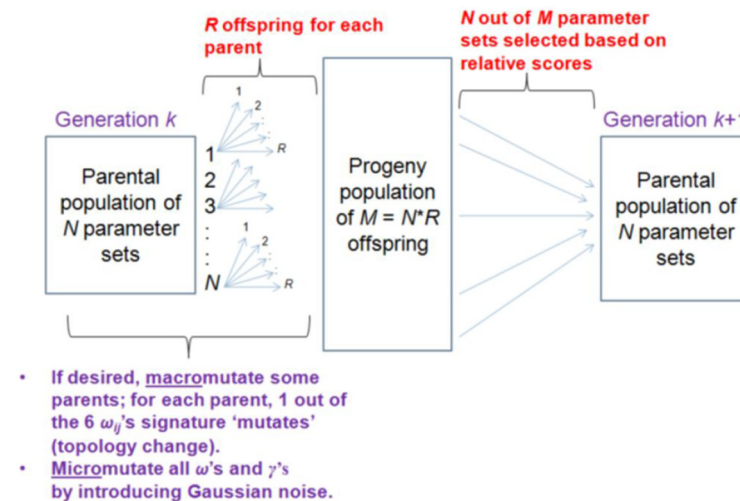 R offspring for each
parent
N out of M parameter
sets selected based on
relative scores
Generation k
Parental
population of
N parameter
sets
1
2
3
:
:
N
1
2
:
:
R
1
2
:
:
R
Progeny
population
of M = N*R
offspring
Generation k+1
Parental
population of
N parameter
sets
• If desired, macromutate some
parents; for each parent, 1 out of
the 6 ωij's signature 'mutates'
(topology change).
• Micromutate all ω's and γ's
by introducing Gaussian noise.